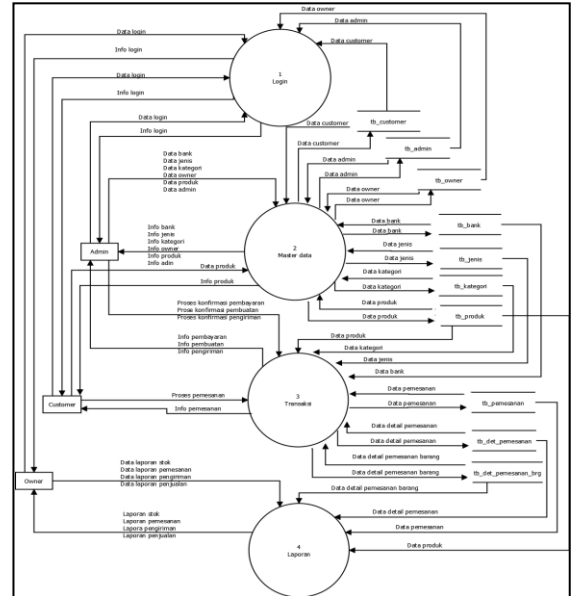 Data owner
Data admin
Data customer
Data login
Info login
Data login
Info login
Data login
Info login
1
Login
tb_customer
Data customer
Data customer
tb_admin
Data admin
Data admin
tb_owner
Data owner
Data owner
Data bank
Data jenis
Data kategori
Data owner
Data produk
Data admin
Admin
Info bank
Info jenis
Info kategori
Info owner
Info produk
Info adin
2
Master data
Data bank
Data bank
tb_bank
Data jenis
Data jenis
tb_jenis
Data kategori
Data kategori
tb_kategori
Data produk
Data produk
tb_produk
Data produk
Info produk
Proses konfirmasi pembayaran
Prose konfirmasi pembuatan
Proses konfirmasi pengiriman
Info pembayaran
Info pembuatan
Info pengiriman
Data produk
Data kategori
Data jenis
Data bank
3
Transaksi
Customer
Proses pemesanan
Info pemesanan
Data pemesanan
Data pemesanan
tb_pemesanan
Data detail pemesanan
Data detail pemesanan
tb_det_pemesanan
Data detail pemesanan barang
Data detail pemesanan barang
tb_det_pemesanan_brg
Owner
Data laporan stok
Data laporan pemesanan
Data laporan pengiriman
Data laporan penjualan
Data detail pemesanan barang
Data detail pemesanan
Data pemesanan
Data produk
Laporan stok
Laporan pemesanan
Lapora pengiriman
Laporan penjualan
4
Laporan